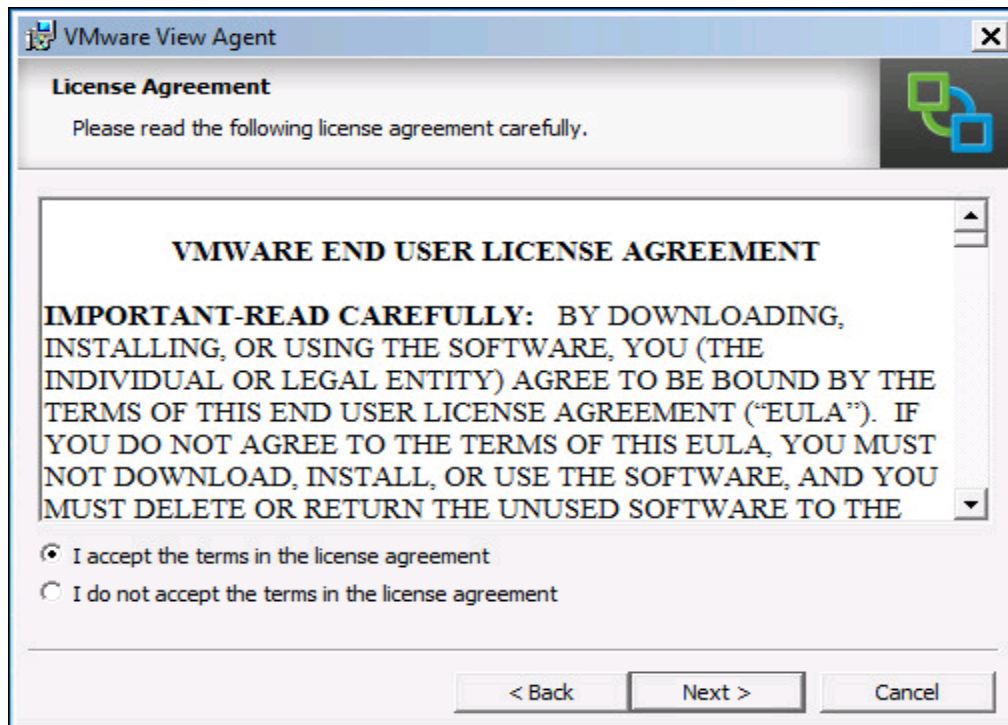 VMware View Agent
License Agreement
Please read the following license agreement carefully.
VMWARE END USER LICENSE AGREEMENT
IMPORTANT-READ CAREFULLY:   BY DOWNLOADING,
INSTALLING, OR USING THE SOFTWARE, YOU (THE
INDIVIDUAL OR LEGAL ENTITY) AGREE TO BE BOUND BY THE
TERMS OF THIS END USER LICENSE AGREEMENT (“EULA”).  IF
YOU DO NOT AGREE TO THE TERMS OF THIS EULA, YOU MUST
NOT DOWNLOAD, INSTALL, OR USE THE SOFTWARE, AND YOU
MUST DELETE OR RETURN THE UNUSED SOFTWARE TO THE
I accept the terms in the license agreement
I do not accept the terms in the license agreement
< Back
Next >
Cancel